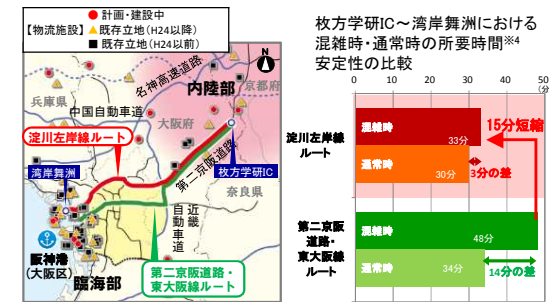 【物流施設】
●計画・建設中
▲既存立地(H24以降)
■既存立地(H24以前)
N
名神高速道路
内陸部
京都府
兵庫県
中国自動車道
大阪府
淀川左岸線ルート
第二京阪道路
湾岸舞洲
枚方学研IC
奈良県
近畿
自動車道
阪神港
(大阪区)
臨海部
第二京阪道路・
東大阪線ルート
枚方学研IC～湾岸舞洲における
混雑時・通常時の所要時間※4
安定性の比較
0 10 20 30 40 50
(分)
淀川左岸線
ルート
混雑時
33分
15分短縮
通常時
30分
3分の差
第二京阪
道路・
東大阪線
ルート
混雑時
48分
通常時
34分
14分の差